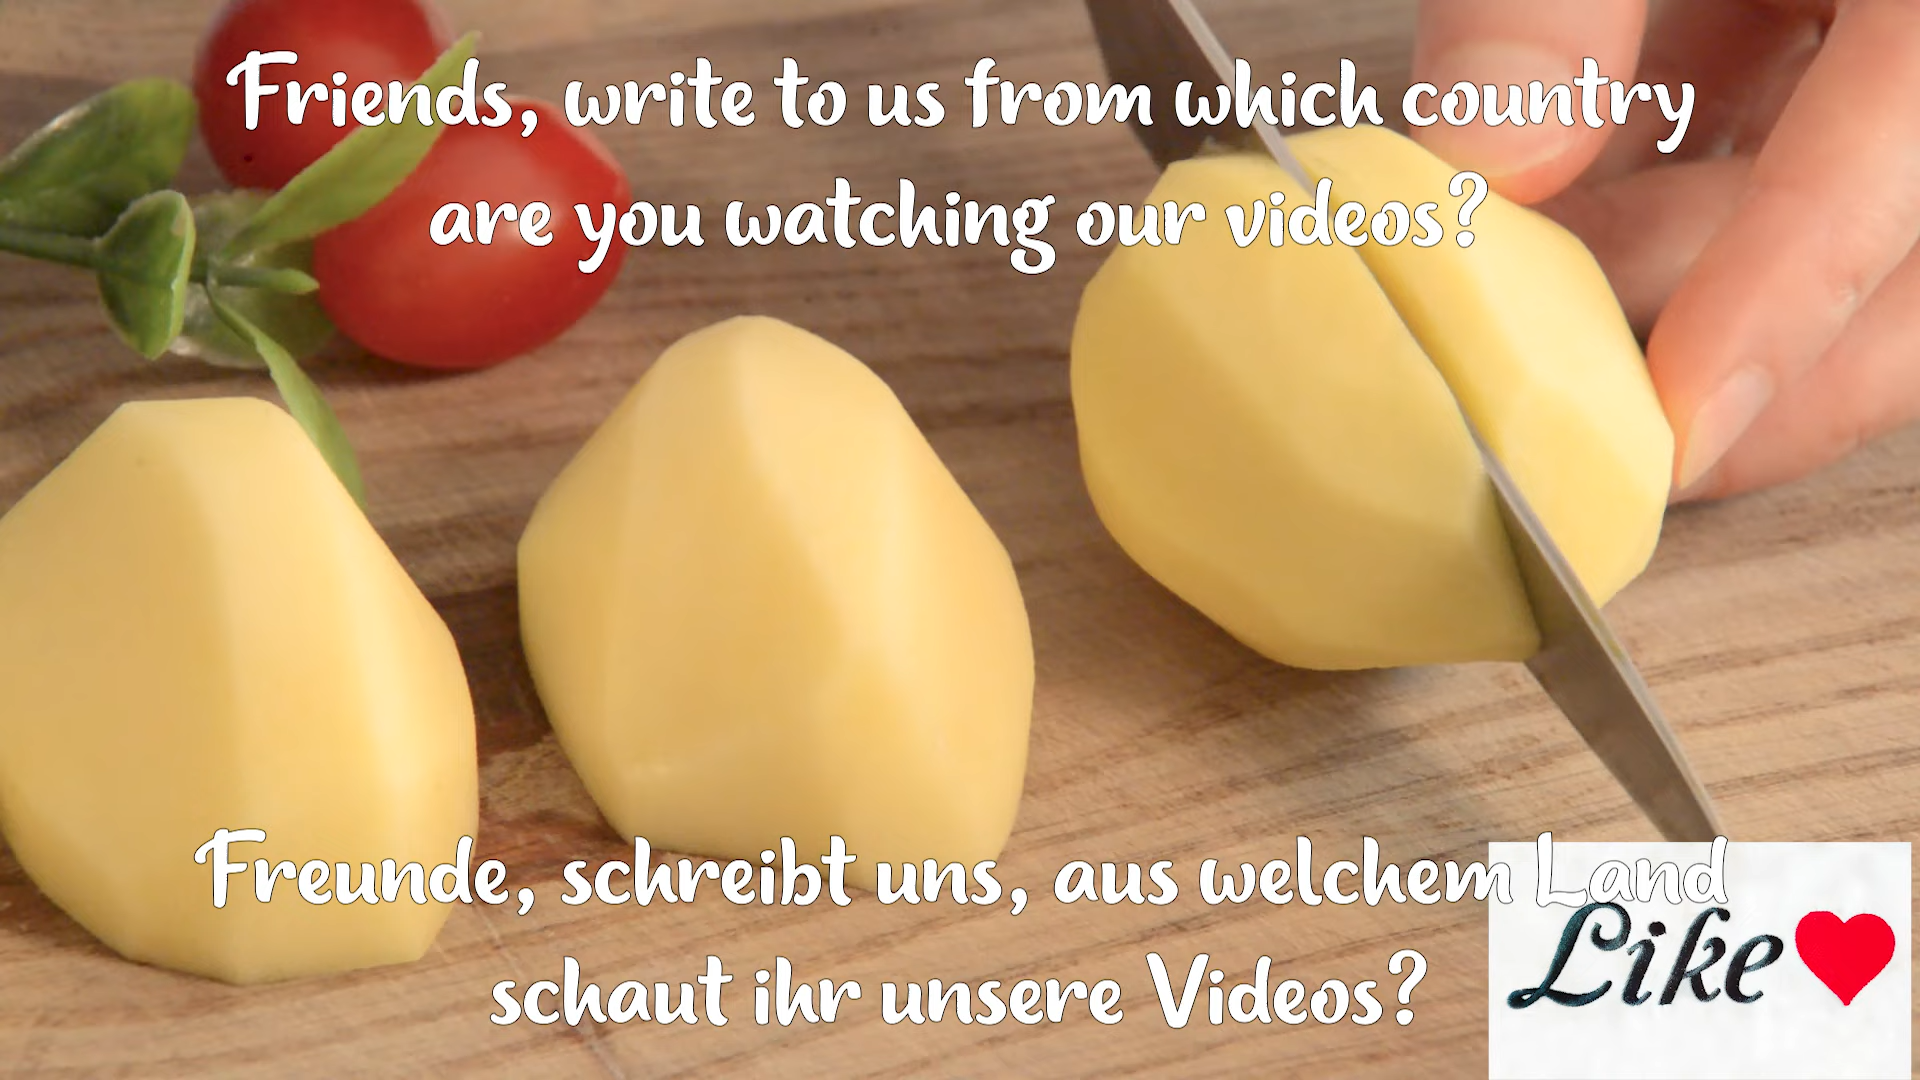 Friends, write to us from which country
are you watching our videos?
Freunde, schreibt uns, aus welchem Land
schaut ihr unsere Videos?
Like